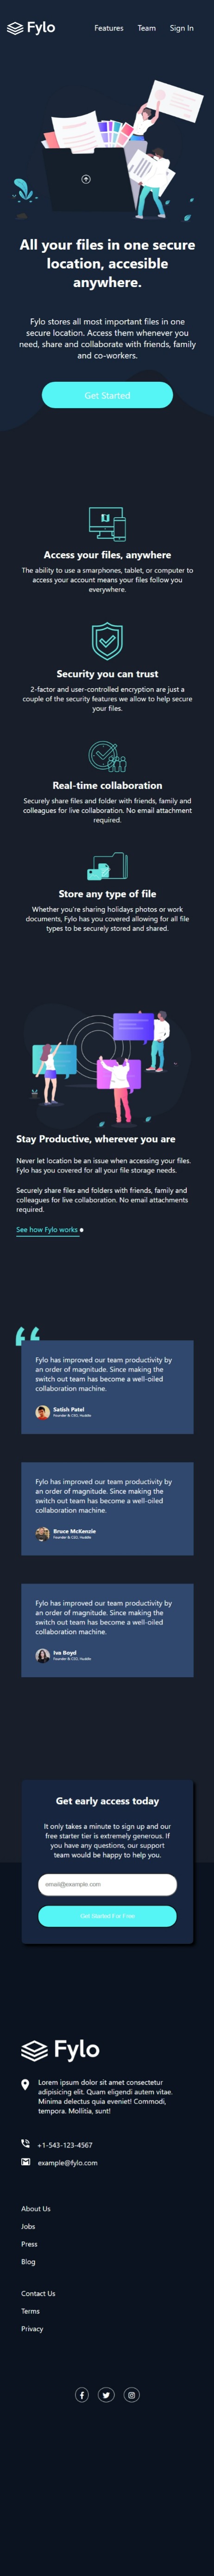 Fylo
Features Team Sign In
All your files in one secure
location, accesible
anywhere.
Fylo stores all most important files in one
secure location. Access them whenever you
need, share and collaborate with friends, family
and co-workers.
Get Started
Access your files, anywhere
The ability to use a smartphones, tablet, or computer to
access your account means your files follow you
everywhere.
Security you can trust
2-factor and user-controlled encryption are just a
couple of the security features we allow to help secure
your files.
Real-time collaboration
Securely share files and folder with friends, family and
colleagues for live collaboration. No email attachment
required.
Store any type of file
Whether you're sharing holidays photos or work
documents, Fylo has you covered allowing for all file
types to be securely stored and shared.
Stay Productive, wherever you are
Never let location be an issue when accessing your files.
Fylo has you covered for all your file storage needs.
Securely share files and folders with friends, family and
colleagues for live collaboration. No email attachments
required.
See how Fylo works
“
Fylo has improved our team productivity by
an order of magnitude. Since making the
switch out team has become a well-oiled
collaboration machine.
Satish Patel
Founder & CEO, Huddle
Fylo has improved our team productivity by
an order of magnitude. Since making the
switch out team has become a well-oiled
collaboration machine.
Bruce McKenzie
Founder & CEO, Huddle
Fylo has improved our team productivity by
an order of magnitude. Since making the
switch out team has become a well-oiled
collaboration machine.
Iva Boyd
Founder & CEO, Huddle
Get early access today
It only takes a minute to sign up and our
free starter tier is extremely generous. If
you have any questions, our support
team would be happy to help you.
email@example.com
Get Started For Free
Fylo
Lorem ipsum dolor sit amet consectetur
adipisicing elit. Quam eligendi autem vitae.
Minima delectus quia eveniet! Commodi,
tempora. Mollitia, sunt!
+1-543-123-4567
example@fylo.com
About Us
Jobs
Press
Blog
Contact Us
Terms
Privacy